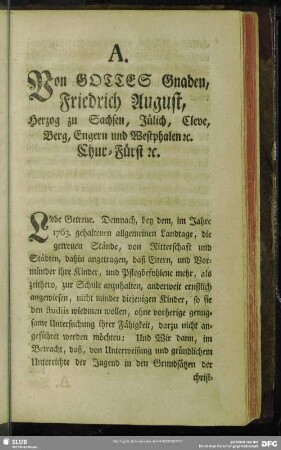 A.
Von GOTTES Gnaden,
Friedrich August,
Herzog zu Sachsen, Jülich, Cleve,
Berg, Engern und Westphalen ꝛc.
Chur-Fürst ꝛc.
Liebe Getreue. Demnach, bey dem, im Jahre
1763. gehaltenen allgemeinen Landtage, die
getreuen Stände, von Ritterschaft und
Städten, dahin angetragen, daß Eltern, und Vor-
münder ihre Kinder, und Pflegbefohlene mehr, als
zeithero, zur Schule anzuhalten, anderweit ernstlich
angewiesen, nicht minder diejenigen Kinder, so sie
den studiis wiedmen wollen, ohne vorherige genug-
same Untersuchung ihrer Fähigkeit, darzu nicht an-
geführet werden möchten: Und Wir dann, im
Betracht, daß, von Unterweisung und gründlichem
Unterrichte der Jugend in den Grundsätzen der
christ-
SLUB
DFG